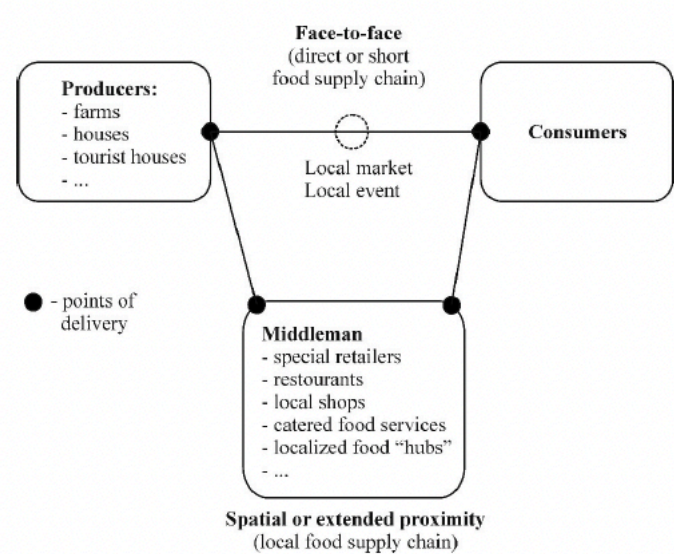 Face-to-face
(direct or short
food supply chain)
Producers:
- farms
- houses
- tourist houses
- ...
Consumers
Local market
Local event
- points of
delivery
Middleman
- special retailers
- restourants
- local shops
- catered food services
- localized food “hubs”
- ...
Spatial or extended proximity
(local food supply chain)